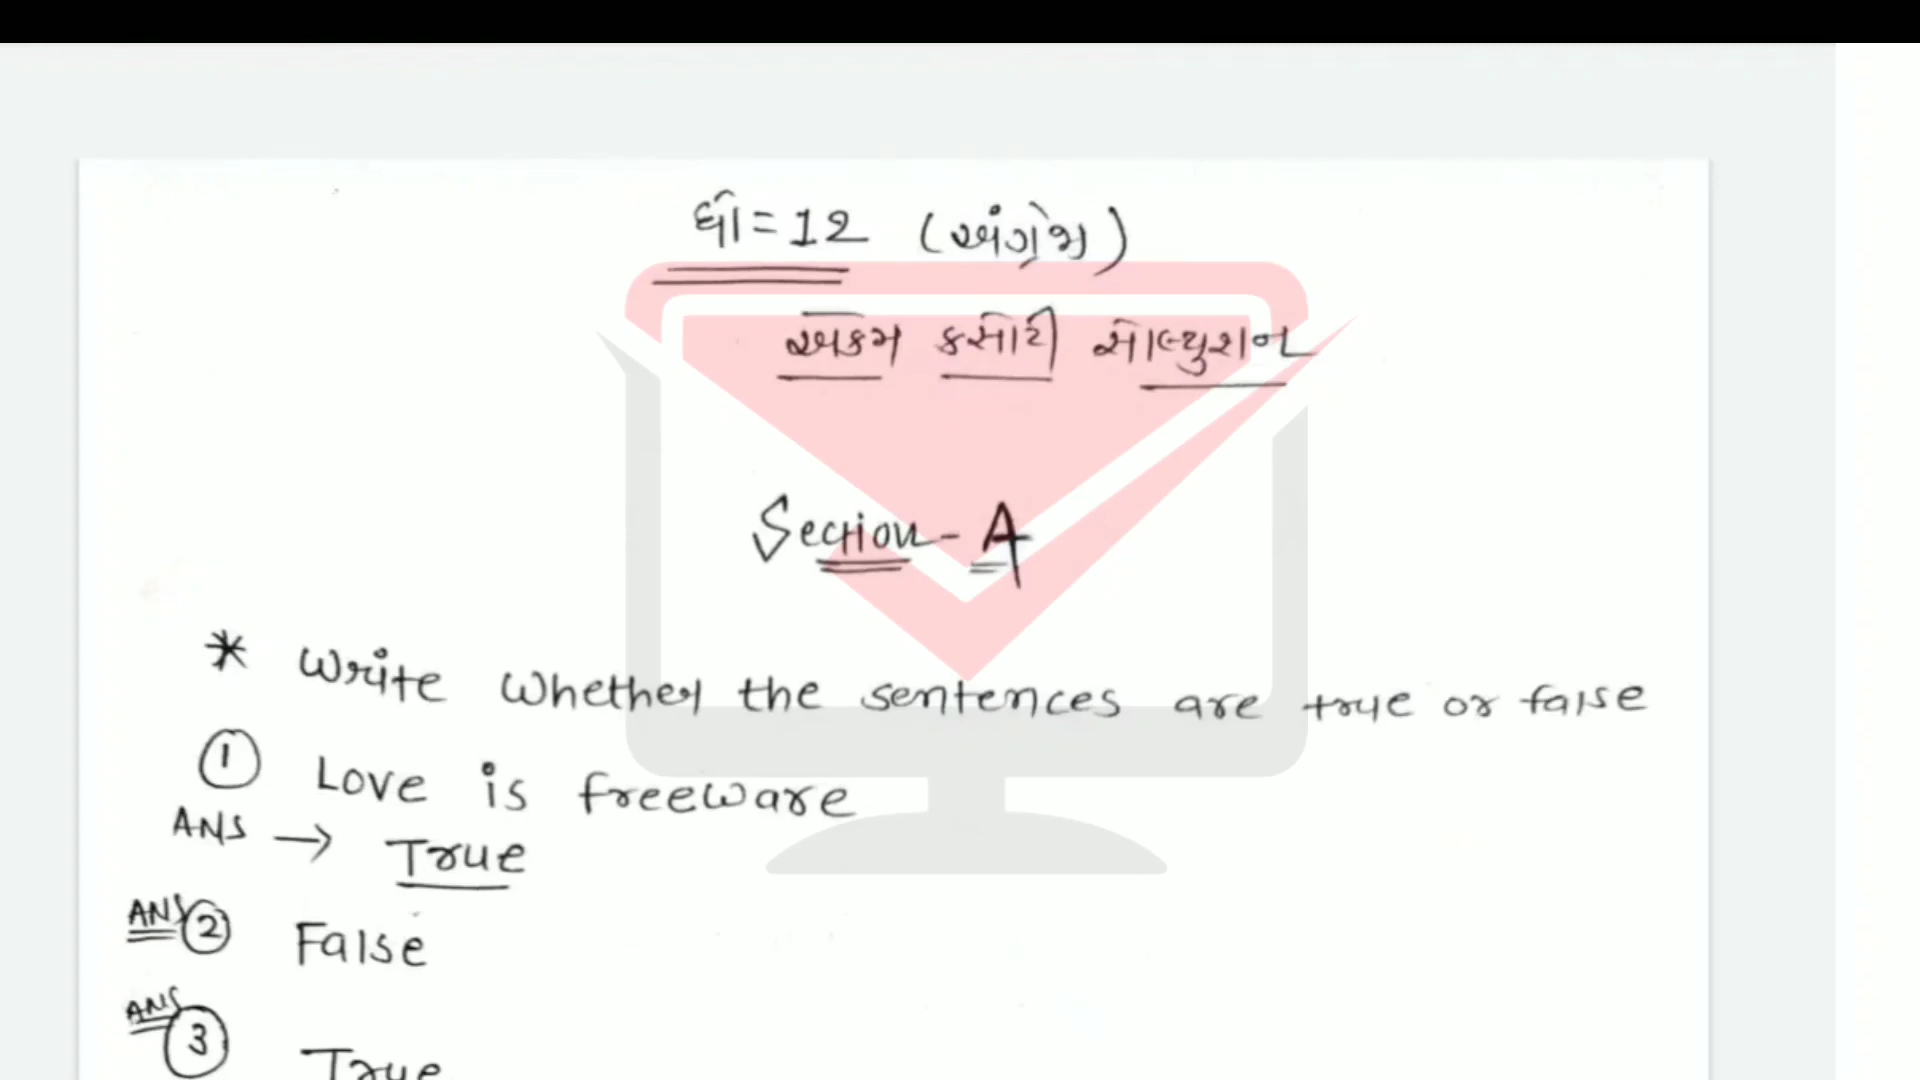 ધો = 12 (અંગ્રેજી)
એકમ કસોટી સોલ્યુશન
Section - A
* Write whether the sentences are true or false
① Love is freeware
ANS → True
ANS ② False
ANS ③ True